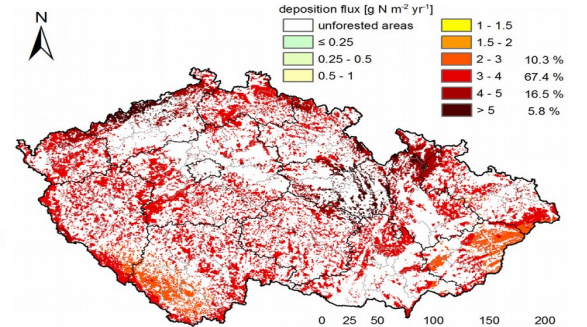 deposition flux [g N m⁻² yr⁻¹]
unforested areas
≤ 0.25
0.25 - 0.5
0.5 - 1
1 - 1.5
1.5 - 2
2 - 3 10.3 %
3 - 4 67.4 %
4 - 5 16.5 %
> 5 5.8 %
N
0 25 50 100 150 200